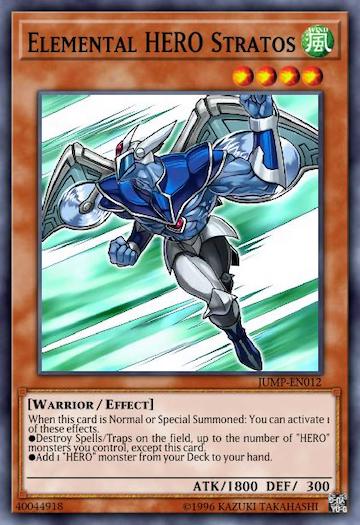 Elemental HERO Stratos
WIND
風
JUMP-EN012
[Warrior / Effect]
When this card is Normal or Special Summoned: You can activate 1
of these effects.
●Destroy Spells/Traps on the field, up to the number of "HERO"
monsters you control, except this card.
●Add 1 "HERO" monster from your Deck to your hand.
ATK/1800 DEF/ 300
40044918
©1996 KAZUKI TAKAHASHI